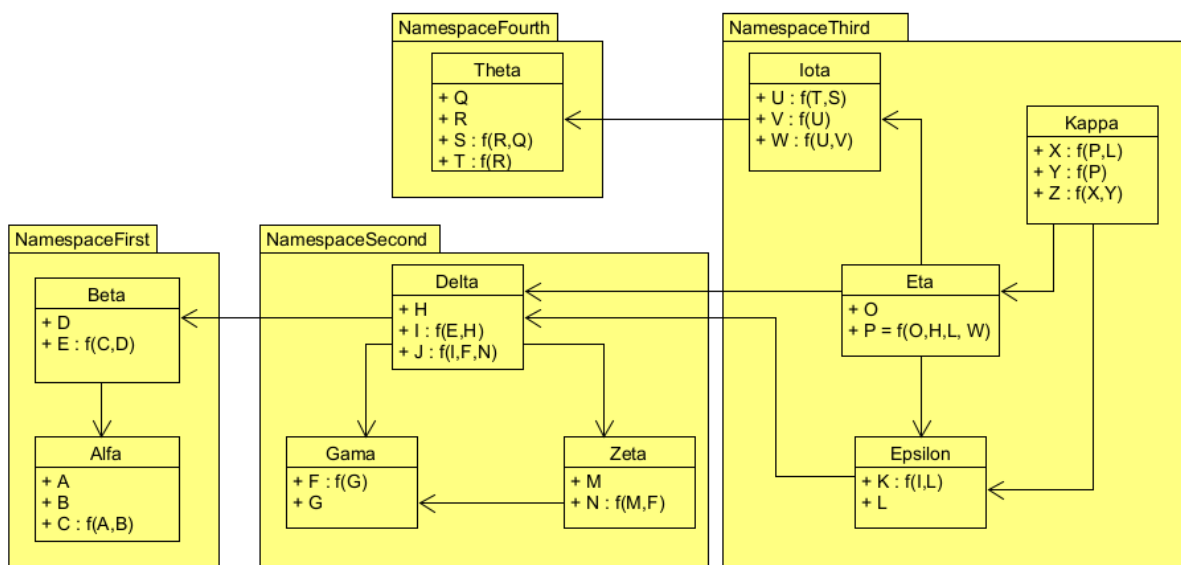 NamespaceFourth
Theta
+ Q
+ R
+ S : f(R,Q)
+ T : f(R)
NamespaceThird
Iota
+ U : f(T,S)
+ V : f(U)
+ W : f(U,V)
Kappa
+ X : f(P,L)
+ Y : f(P)
+ Z : f(X,Y)
Eta
+ O
+ P = f(O,H,L, W)
Epsilon
+ K : f(I,L)
+ L
NamespaceFirst
Beta
+ D
+ E : f(C,D)
Alfa
+ A
+ B
+ C : f(A,B)
NamespaceSecond
Delta
+ H
+ I : f(E,H)
+ J : f(I,F,N)
Gama
+ F : f(G)
+ G
Zeta
+ M
+ N : f(M,F)